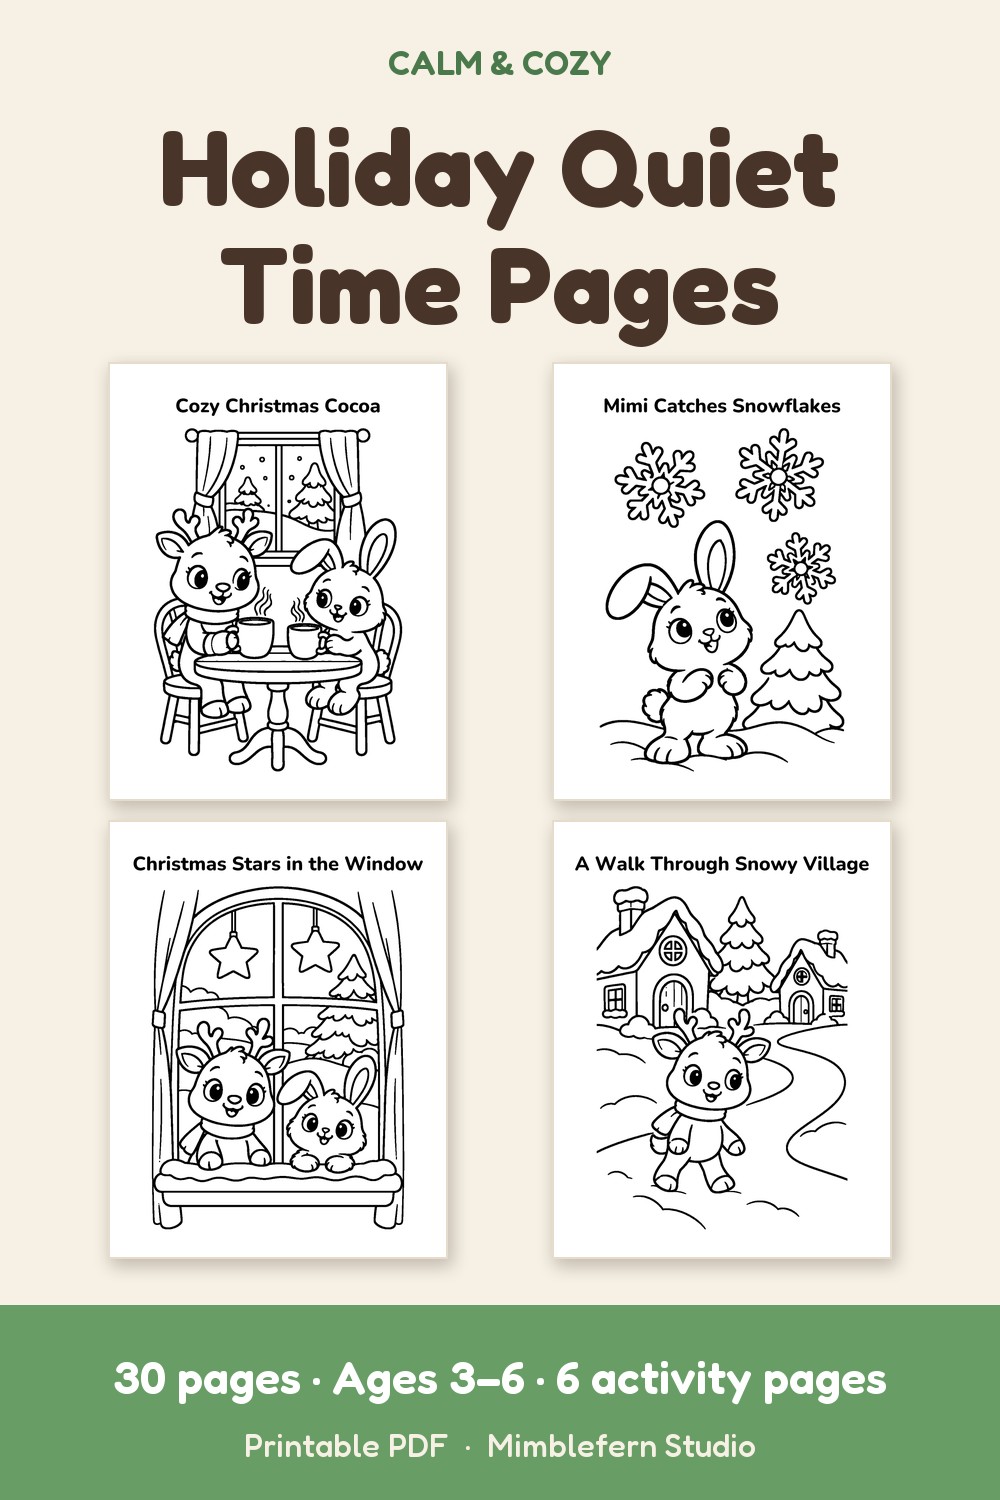 CALM & COZY
Holiday Quiet
Time Pages
Cozy Christmas Cocoa
Mimi Catches Snowflakes
Christmas Stars in the Window
A Walk Through Snowy Village
30 pages · Ages 3–6 · 6 activity pages
Printable PDF · Mimblefern Studio